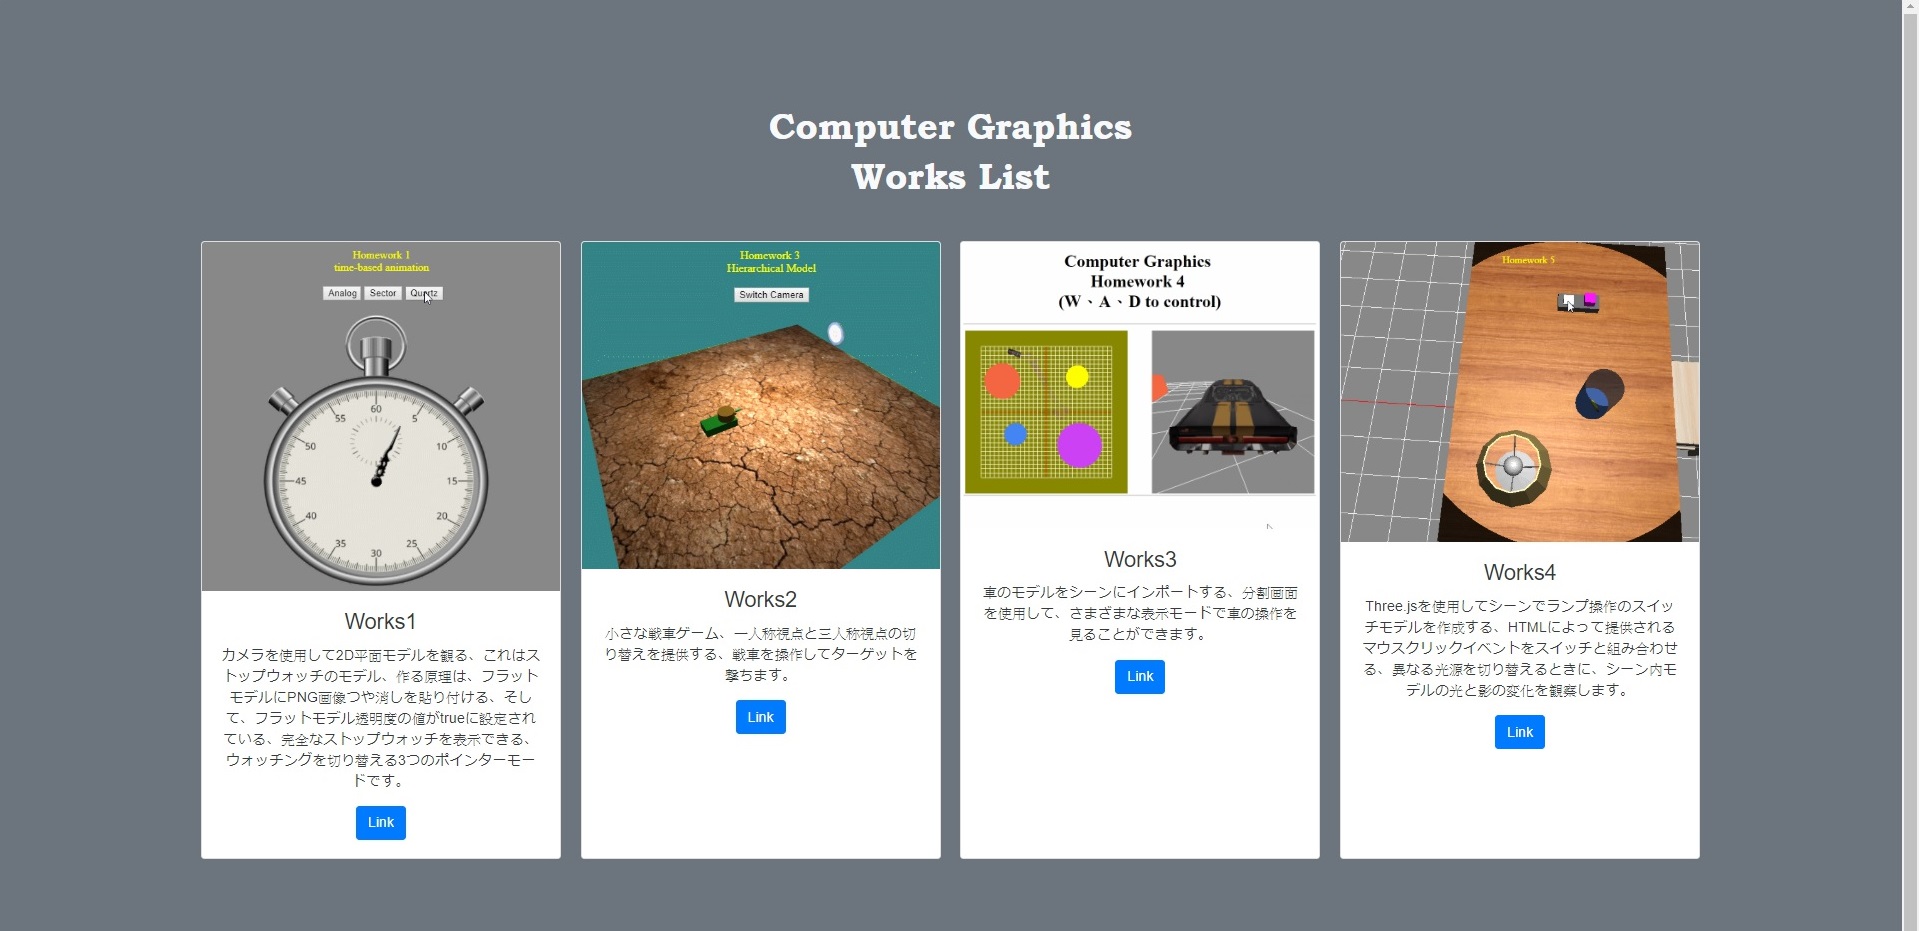 Computer Graphics
Works List
Homework 1
time-based animation
Analog Sector Quartz
60
55 5
50 10
45 15
40 20
35 25
30
Works1
カメラを使用して2D平面モデルを観る、これはス
トップウォッチのモデル、作る原理は、フラット
モデルにPNG画像つや消しを貼り付ける、そし
て、フラットモデル透明度の値がtrueに設定され
ている、完全なストップウォッチを表示できる、
ウォッチングを切り替える3つのポインターモー
ドです。
Link
Homework 3
Hierarchical Model
Switch Camera
Works2
小さな戦車ゲーム、一人称視点と三人称視点の切
り替えを提供する、戦車を操作してターゲットを
撃ちます。
Link
Computer Graphics
Homework 4
(W、A、D to control)
Works3
車のモデルをシーンにインポートする、分割画面
を使用して、さまざまな表示モードで車の操作を
見ることができます。
Link
Homework 5
Works4
Three.jsを使用してシーンでランプ操作のスイッ
チモデルを作成する、HTMLによって提供される
マウスクリックイベントをスイッチと組み合わせ
る、異なる光源を切り替えるときに、シーン内モ
デルの光と影の変化を観察します。
Link